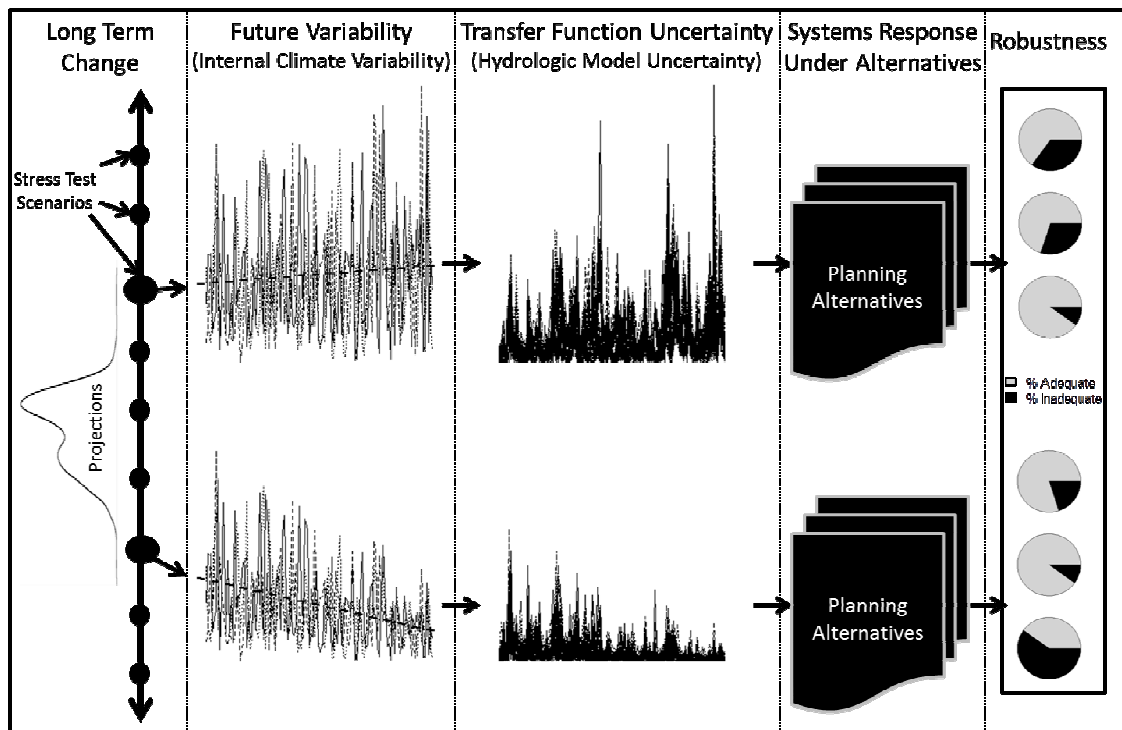 Long Term
Change
Future Variability
(Internal Climate Variability)
Transfer Function Uncertainty
(Hydrologic Model Uncertainty)
Systems Response
Under Alternatives
Robustness
Stress Test
Scenarios
Projections
Planning
Alternatives
% Adequate
% Inadequate
Planning
Alternatives